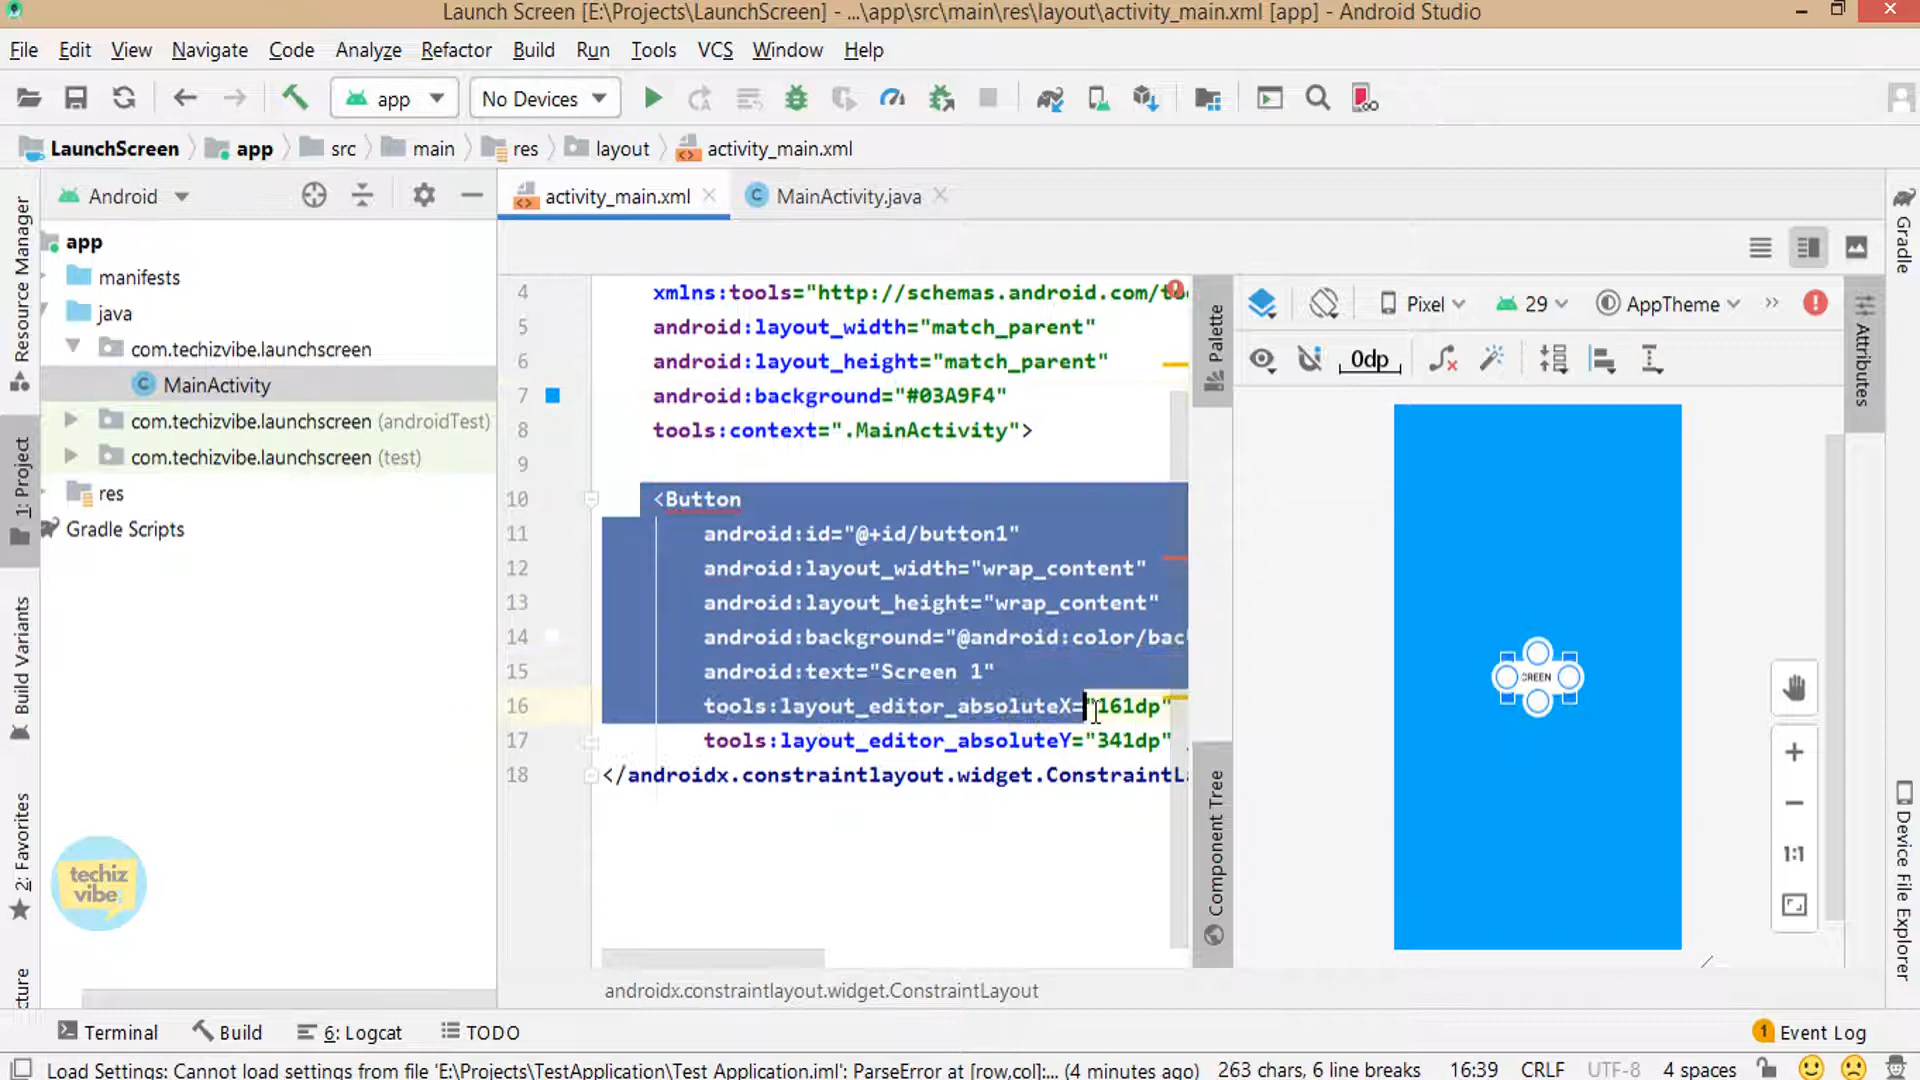 Launch Screen [E:\Projects\LaunchScreen] - ...\app\src\main\res\layout\activity_main.xml [app] - Android Studio
File Edit View Navigate Code Analyze Refactor Build Run Tools VCS Window Help
app No Devices
LaunchScreen app src main res layout activity_main.xml
Android
activity_main.xml MainActivity.java
app
manifests
java
com.techizvibe.launchscreen
MainActivity
com.techizvibe.launchscreen (androidTest)
com.techizvibe.launchscreen (test)
res
Gradle Scripts
Resource Manager
1: Project
Build Variants
2: Favorites
cture
4 xmlns:tools="http://schemas.android.com/to
5 android:layout_width="match_parent"
6 android:layout_height="match_parent"
7 android:background="#03A9F4"
8 tools:context=".MainActivity">
9
10 <Button
11 android:id="@+id/button1"
12 android:layout_width="wrap_content"
13 android:layout_height="wrap_content"
14 android:background="@android:color/bac
15 android:text="Screen 1"
16 tools:layout_editor_absoluteX="161dp"
17 tools:layout_editor_absoluteY="341dp"
18 </androidx.constraintlayout.widget.ConstraintL
androidx.constraintlayout.widget.ConstraintLayout
Palette
Component Tree
Pixel 29 AppTheme
0dp
CREEN
1:1
Attributes
Gradle
Device File Explorer
techiz
vibe
Terminal Build 6: Logcat TODO
1 Event Log
Load Settings: Cannot load settings from file 'E:\Projects\TestApplication\Test Application.iml': ParseError at [row,col]:... (4 minutes ago) 263 chars, 6 line breaks 16:39 CRLF UTF-8 4 spaces